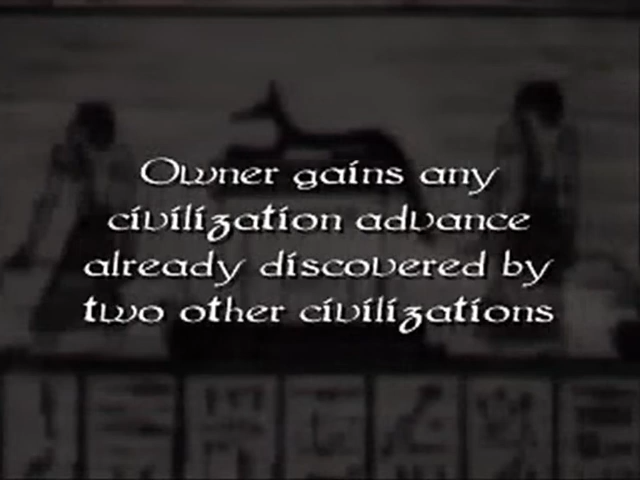 Owner gains any
civilization advance
already discovered by
two other civilizations